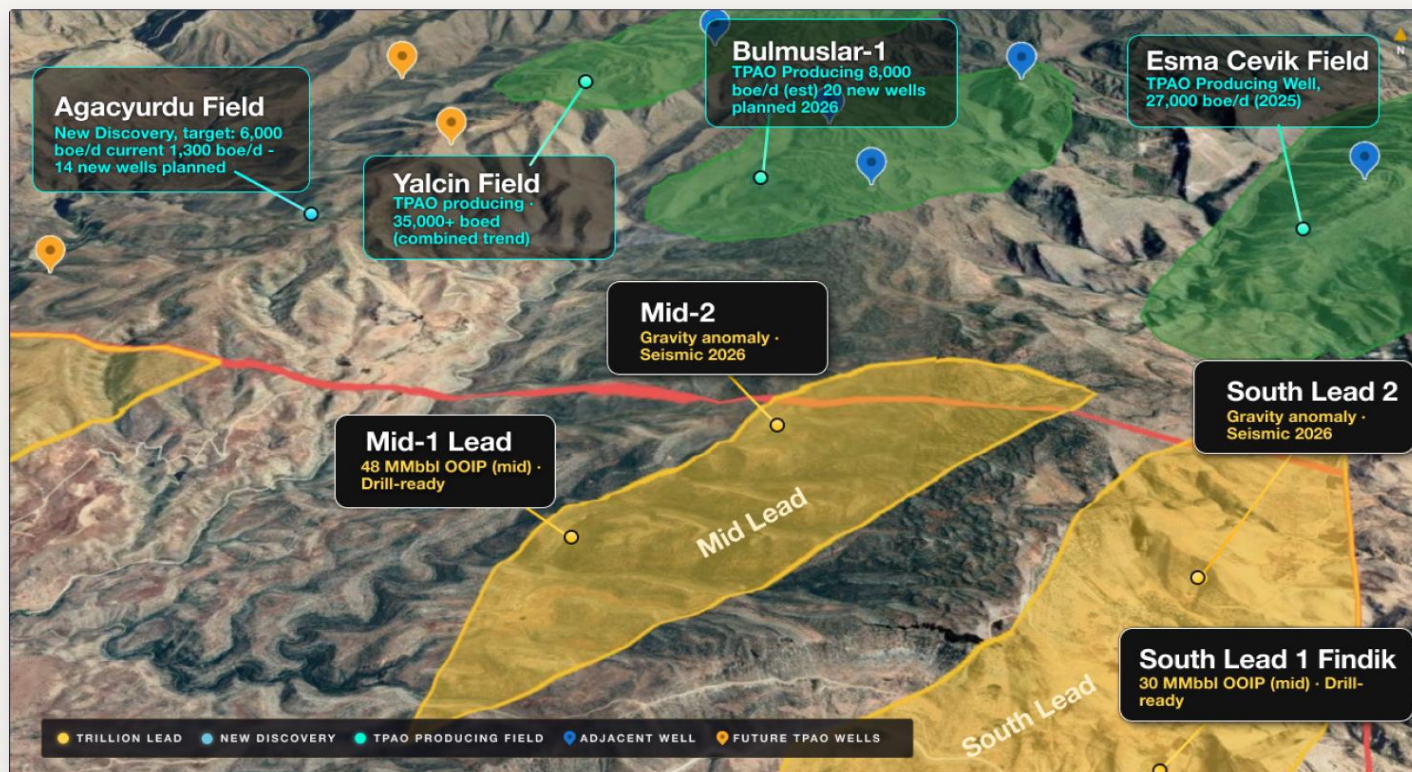 Agacyurdu Field
New Discovery, target: 6,000
boe/d current 1,300 boe/d -
14 new wells planned
Yalcin Field
TPAO producing ·
35,000+ boed
(combined trend)
Bulmuslar-1
TPAO Producing 8,000
boe/d (est) 20 new wells
planned 2026
Esma Cevik Field
TPAO Producing Well,
27,000 boe/d (2025)
N
Mid-2
Gravity anomaly ·
Seismic 2026
Mid-1 Lead
48 MMbbl OOIP (mid) ·
Drill-ready
South Lead 2
Gravity anomaly ·
Seismic 2026
Mid Lead
South Lead 1 Findik
30 MMbbl OOIP (mid) · Drill-
ready
South Lead
TRILLION LEAD NEW DISCOVERY TPAO PRODUCING FIELD ADJACENT WELL FUTURE TPAO WELLS